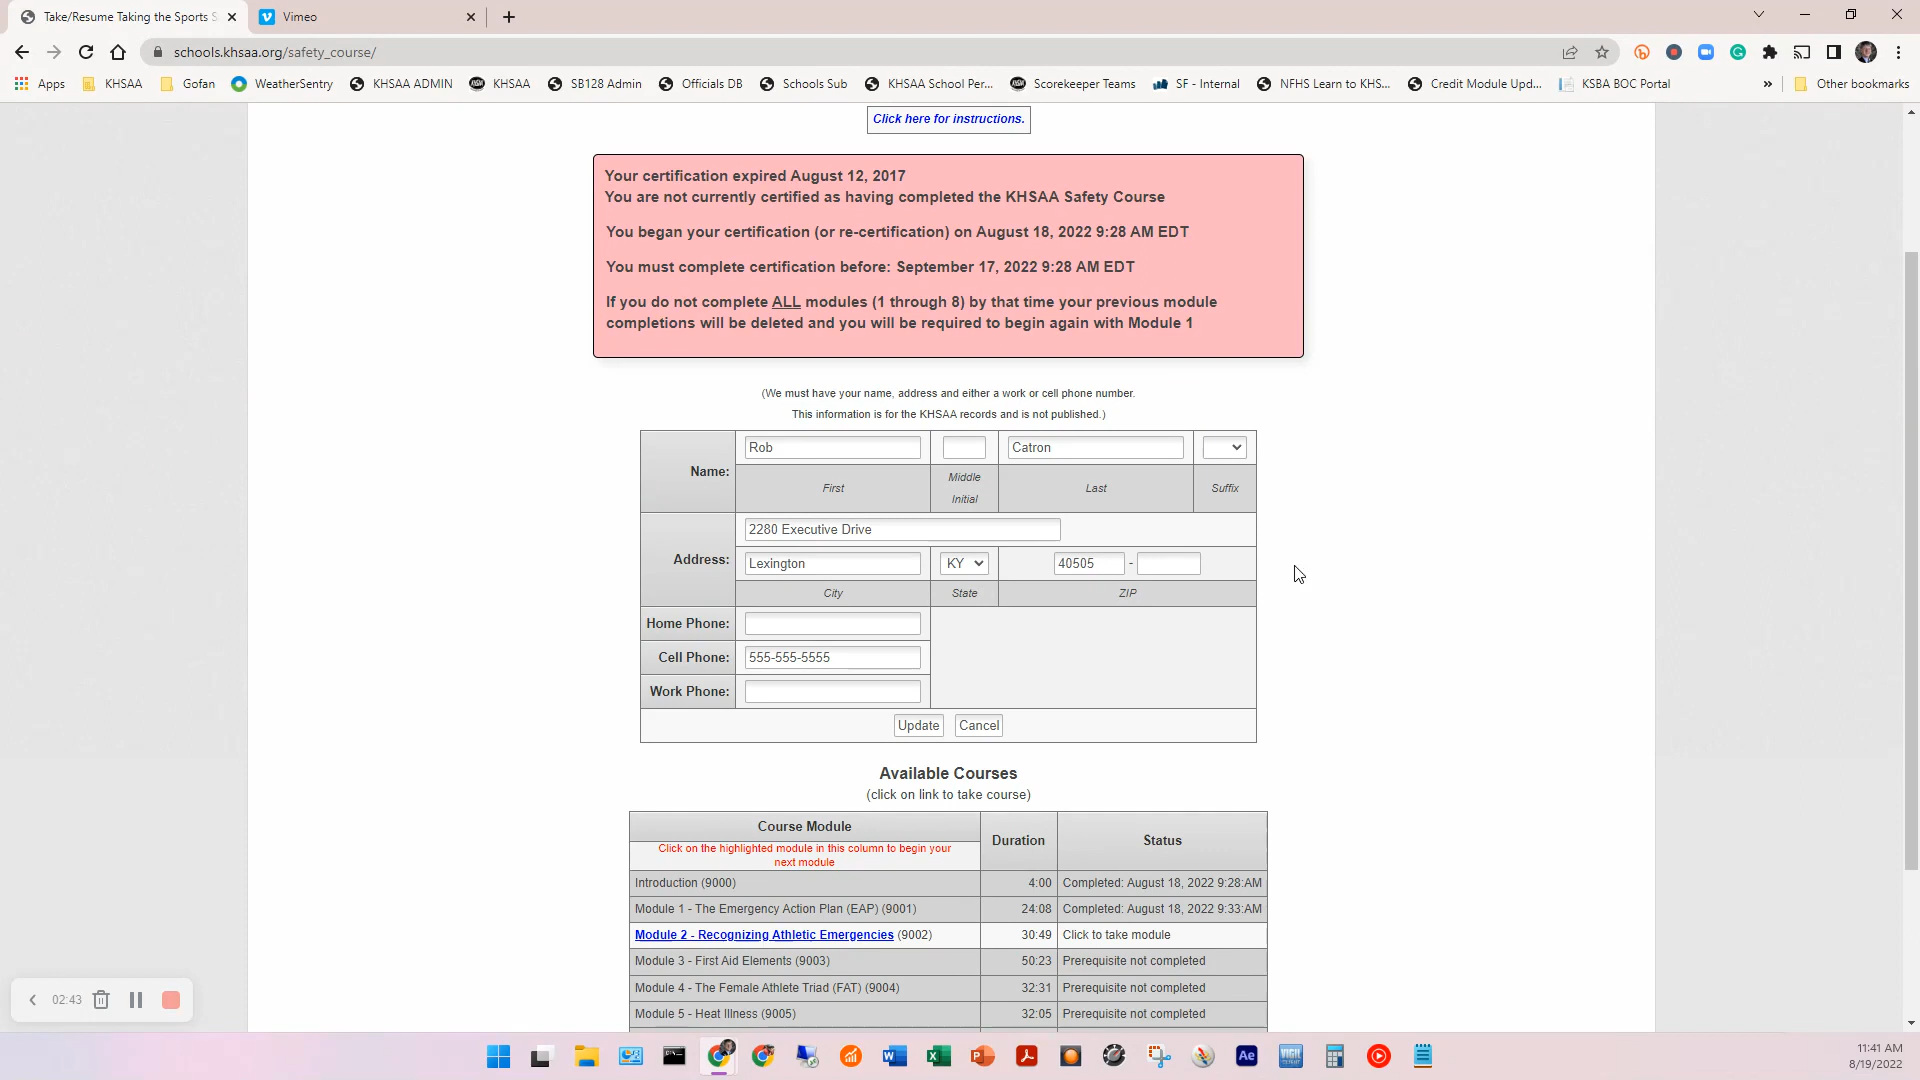 Take/Resume Taking the Sports S
Vimeo
schools.khsaa.org/safety_course/
Apps
KHSAA
Gofan
WeatherSentry
KHSAA ADMIN
KHSAA
SB128 Admin
Officials DB
Schools Sub
KHSAA School Per...
Scorekeeper Teams
SF - Internal
NFHS Learn to KHS...
Credit Module Upd...
KSBA BOC Portal
»
Other bookmarks
Click here for instructions.
Your certification expired August 12, 2017
You are not currently certified as having completed the KHSAA Safety Course
You began your certification (or re-certification) on August 18, 2022 9:28 AM EDT
You must complete certification before: September 17, 2022 9:28 AM EDT
If you do not complete ALL modules (1 through 8) by that time your previous module
completions will be deleted and you will be required to begin again with Module 1
(We must have your name, address and either a work or cell phone number.
This information is for the KHSAA records and is not published.)
Name:
Rob
Catron
First
Middle
Initial
Last
Suffix
Address:
2280 Executive Drive
Lexington
KY
40505
-
City
State
ZIP
Home Phone:
Cell Phone:
555-555-5555
Work Phone:
Update
Cancel
Available Courses
(click on link to take course)
Course Module
Click on the highlighted module in this column to begin your
next module
Duration
Status
Introduction (9000)
4:00
Completed: August 18, 2022 9:28:AM
Module 1 - The Emergency Action Plan (EAP) (9001)
24:08
Completed: August 18, 2022 9:33:AM
Module 2 - Recognizing Athletic Emergencies (9002)
30:49
Click to take module
Module 3 - First Aid Elements (9003)
50:23
Prerequisite not completed
Module 4 - The Female Athlete Triad (FAT) (9004)
32:31
Prerequisite not completed
Module 5 - Heat Illness (9005)
32:05
Prerequisite not completed
02:43
Ae
VIGIL
11:41 AM
8/19/2022